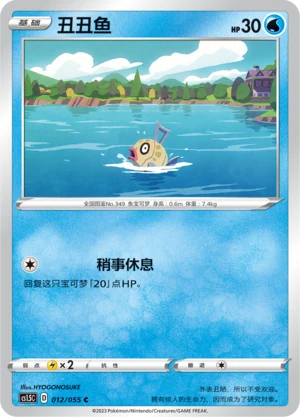 基础 丑丑鱼 HP30
全国图鉴No.349 鱼宝可梦 身高：0.6m 体重：7.4kg
稍事休息
回复这只宝可梦「20」点HP。
弱点 ×2 抵抗力 撤退
Illus.HYOGONOSUKE
cs1.5C D 012/055 C
外表丑陋，所以不受欢迎。
拥有惊人的生命力，因而成为了研究对象。
©2023 Pokémon/Nintendo/Creatures/GAME FREAK.